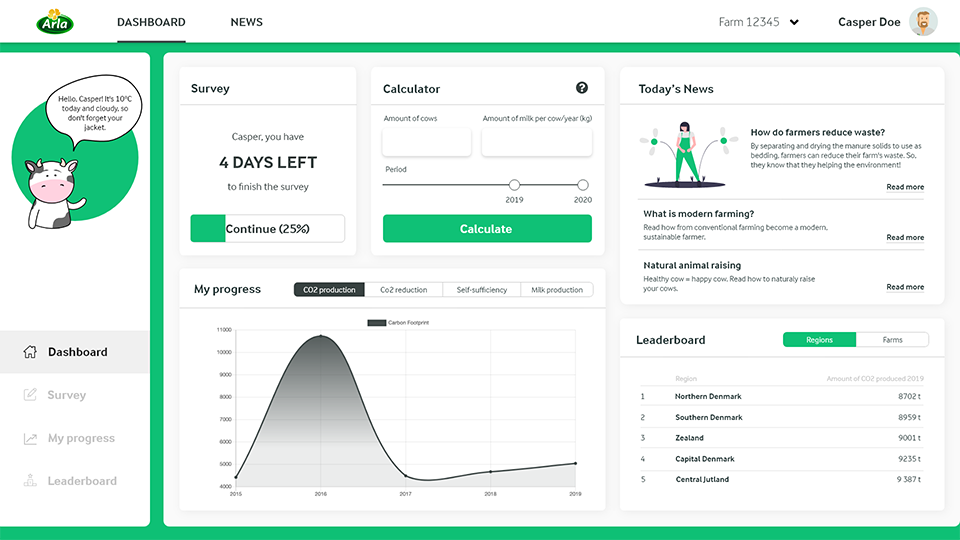 Arla
DASHBOARD
NEWS
Farm 12345
Casper Doe
Hello, Casper! It's 10°C
today and cloudy, so
don't forget your
jacket.
Dashboard
Survey
My progress
Leaderboard
Survey
Casper, you have
4 DAYS LEFT
to finish the survey
Continue (25%)
Calculator
?
Amount of cows
Amount of milk per cow/year (kg)
Period
2019
2020
Calculate
My progress
CO2 production
Co2 reduction
Self-sufficiency
Milk production
Carbon Footprint
11000
10000
9000
8000
7000
6000
5000
4000
2015
2016
2017
2018
2019
Today's News
How do farmers reduce waste?
By separating and drying the manure solids to use as
bedding, farmers can reduce their farm's waste. So,
they know that they helping the environment!
Read more
What is modern farming?
Read how from conventional farming become a modern,
sustainable farmer.
Read more
Natural animal raising
Healthy cow = happy cow. Read how to naturaly raise
your cows.
Read more
Leaderboard
Regions
Farms
Region Amount of CO2 produced 2019
1 Northern Denmark 8702 t
2 Southern Denmark 8959 t
3 Zealand 9001 t
4 Capital Denmark 9235 t
5 Central Jutland 9 387 t